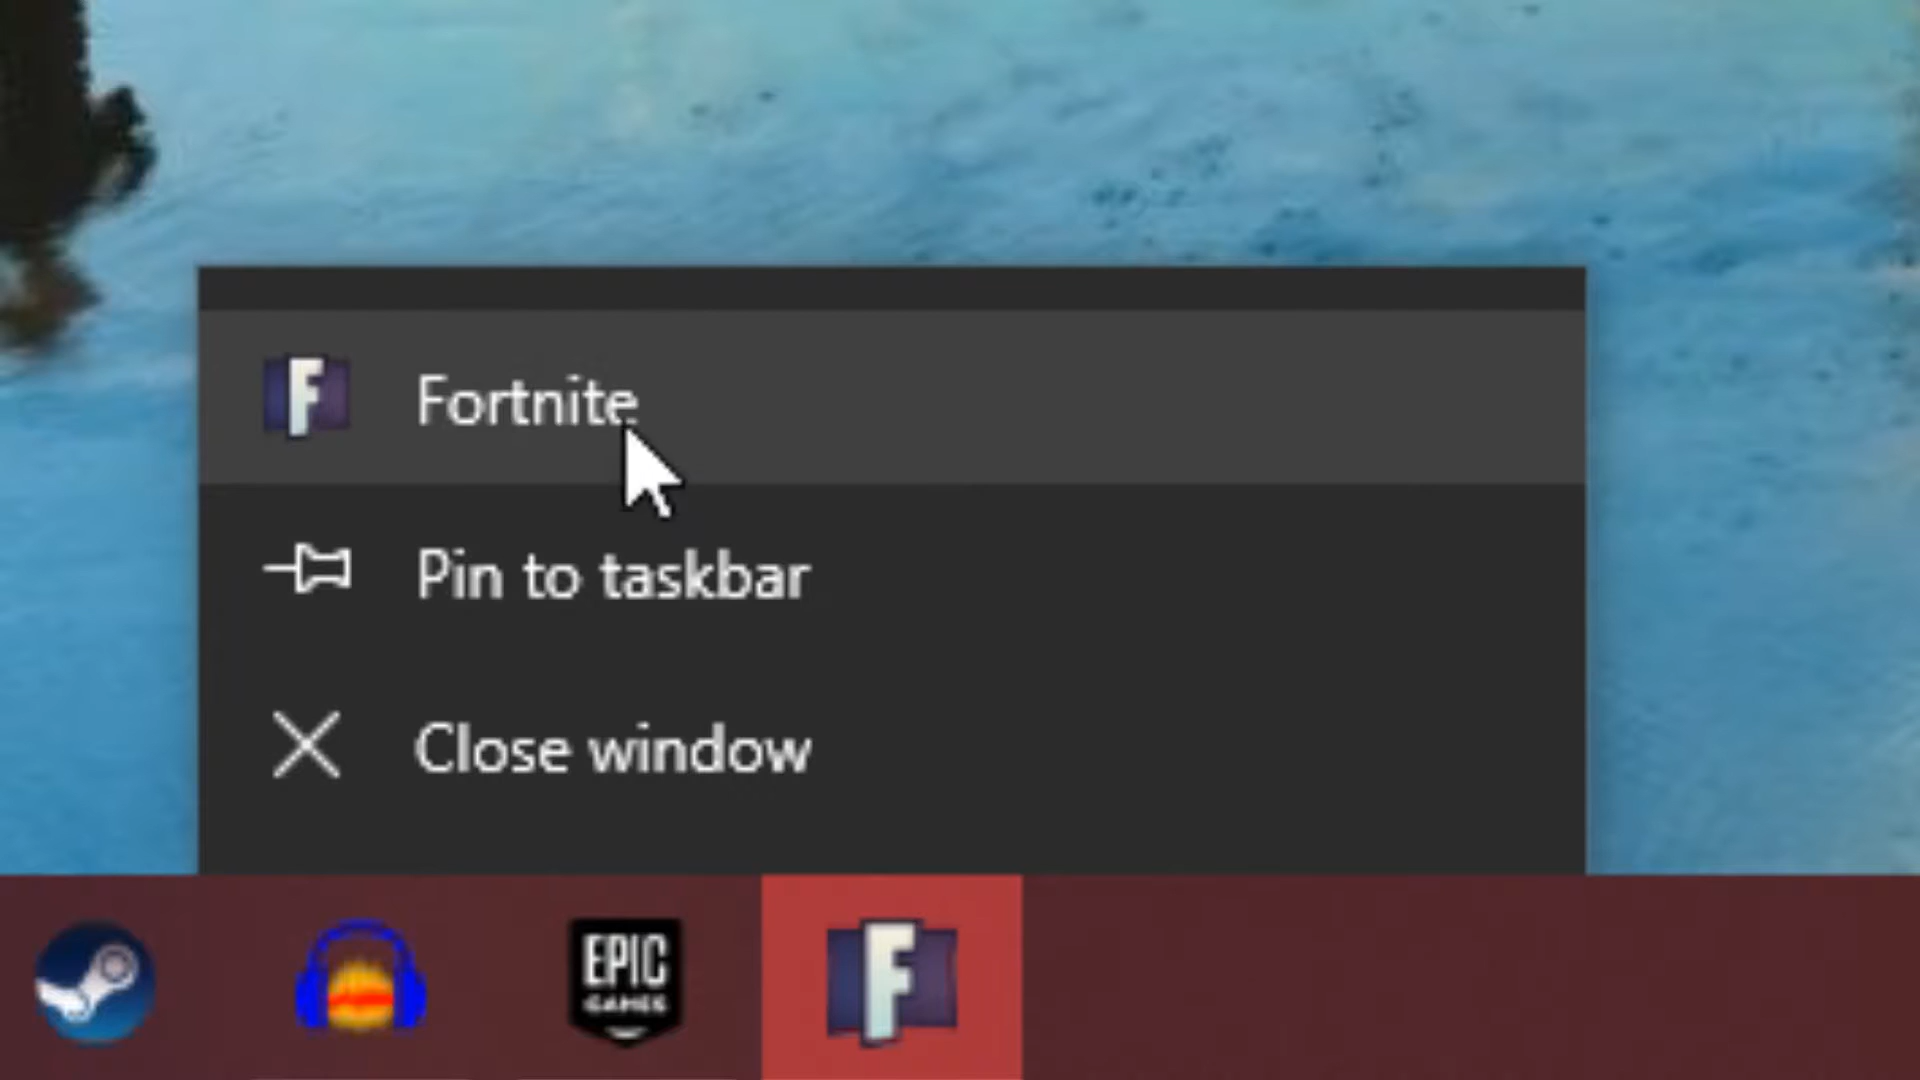 F Fortnite
Pin to taskbar
Close window
EPIC
GAMES
F